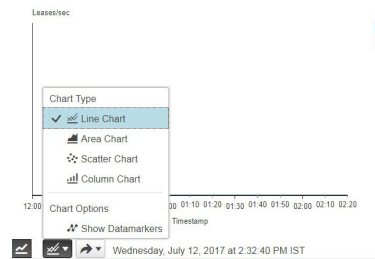 Leases/sec
Chart Type
Line Chart
Area Chart
Scatter Chart
Column Chart
Chart Options
Show Datamarkers
12:00 00 01:10 01:20 01:30 01:40 01:50 02:00 02:10 02:20
Timestamp
Wednesday, July 12, 2017 at 2:32:40 PM IST